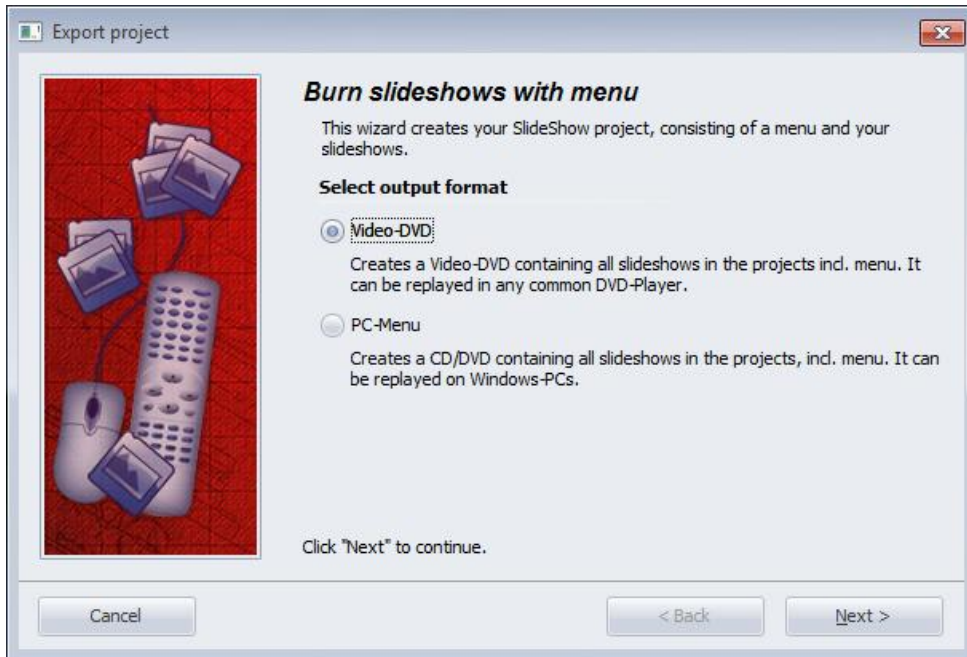 Export project
Burn slideshows with menu
This wizard creates your SlideShow project, consisting of a menu and your
slideshows.
Select output format
Video-DVD
Creates a Video-DVD containing all slideshows in the projects incl. menu. It
can be replayed in any common DVD-Player.
PC-Menu
Creates a CD/DVD containing all slideshows in the projects, incl. menu. It can
be replayed on Windows-PCs.
Click "Next" to continue.
Cancel
< Back
Next >